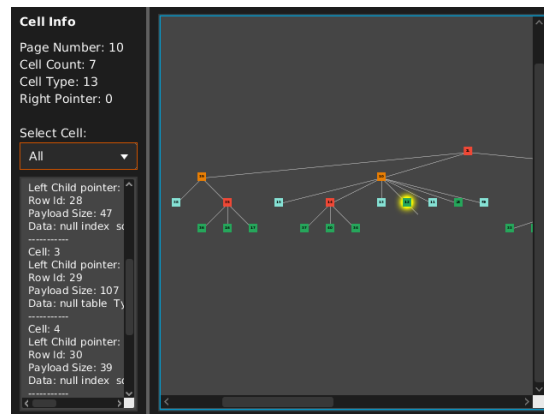 Cell Info
Page Number: 10
Cell Count: 7
Cell Type: 13
Right Pointer: 0
Select Cell:
All
Left Child pointer:
Row Id: 28
Payload Size: 47
Data: null index
-----------
Cell: 3
Left Child pointer:
Row Id: 29
Payload Size: 107
Data: null table
-----------
Cell: 4
Left Child pointer:
Row Id: 30
Payload Size: 39
Data: null index
-----------